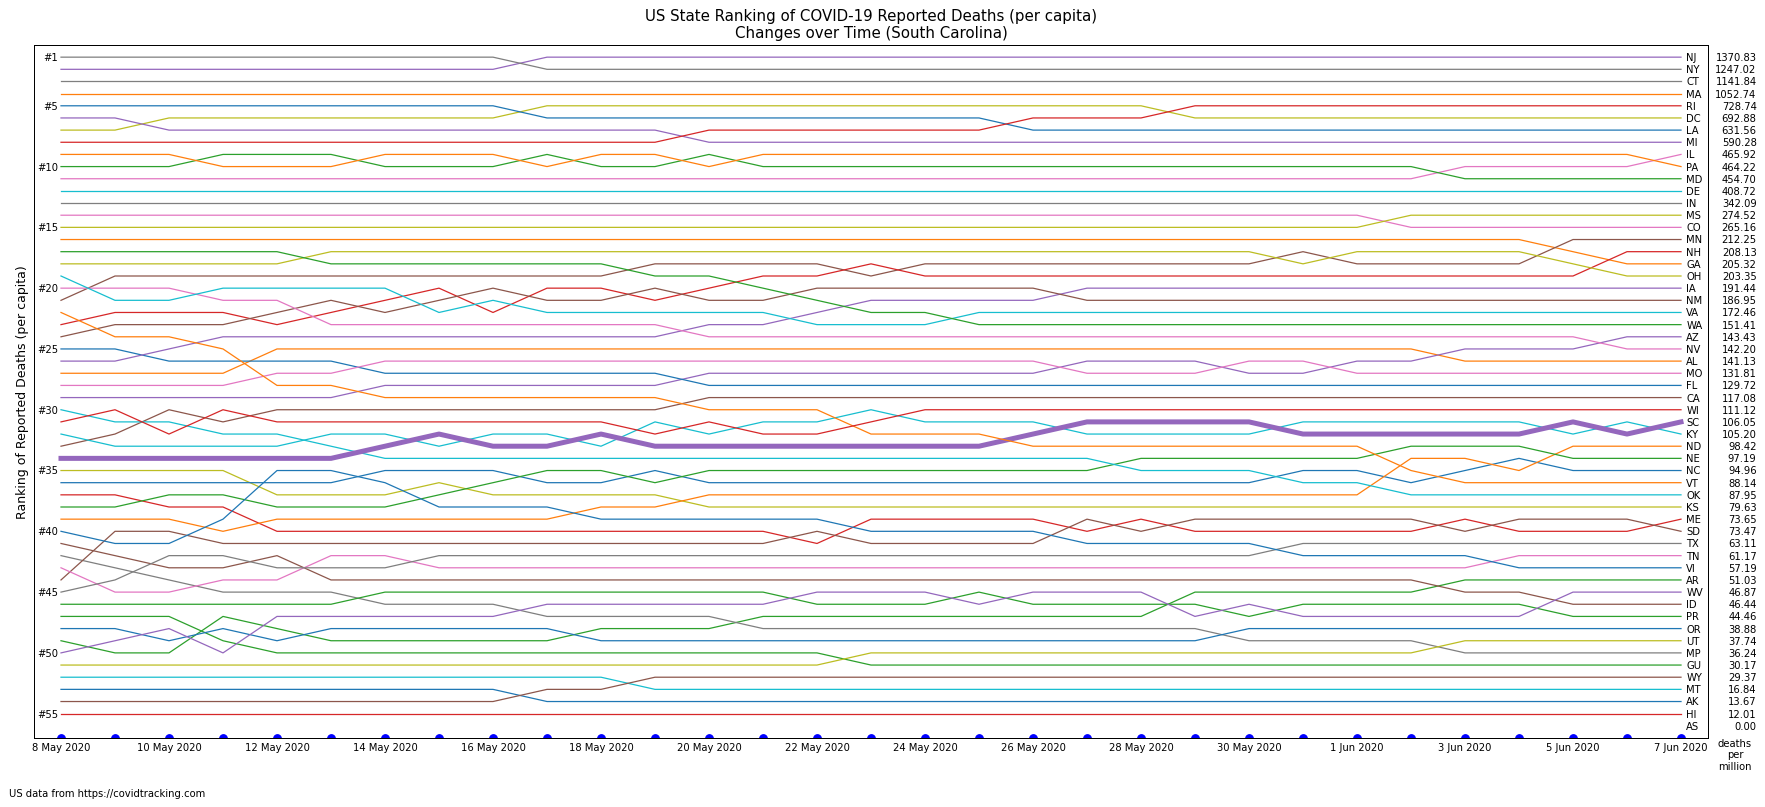 US State Ranking of COVID-19 Reported Deaths (per capita)
Changes over Time (South Carolina)
Ranking of Reported Deaths (per capita)
#1
#5
#10
#15
#20
#25
#30
#35
#40
#45
#50
#55
NJ 1370.83
NY 1247.02
CT 1141.84
MA 1052.74
RI 728.74
DC 692.88
LA 631.56
MI 590.28
IL 465.92
PA 464.22
MD 454.70
DE 408.72
IN 342.09
MS 274.52
CO 265.16
MN 212.25
NH 208.13
GA 205.32
OH 203.35
IA 191.44
NM 186.95
VA 172.46
WA 151.41
AZ 143.43
NV 142.20
AL 141.13
MO 131.81
FL 129.72
CA 117.08
WI 111.12
SC 106.05
KY 105.20
ND 98.42
NE 97.19
NC 94.96
VT 88.14
OK 87.95
KS 79.63
ME 73.65
SD 73.47
TX 63.11
TN 61.17
VI 57.19
AR 51.03
WV 46.87
ID 46.44
PR 44.46
OR 38.88
UT 37.74
MP 36.24
GU 30.17
WY 29.37
MT 16.84
AK 13.67
HI 12.01
AS 0.00
8 May 2020 10 May 2020 12 May 2020 14 May 2020 16 May 2020 18 May 2020 20 May 2020 22 May 2020 24 May 2020 26 May 2020 28 May 2020 30 May 2020 1 Jun 2020 3 Jun 2020 5 Jun 2020 7 Jun 2020
deaths
per
million
US data from https://covidtracking.com